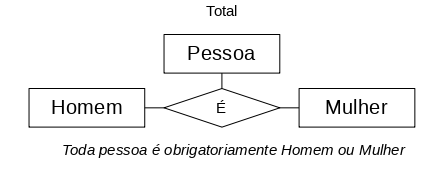 Total
Pessoa
Homem
É
Mulher
Toda pessoa é obrigatoriamente Homem ou Mulher